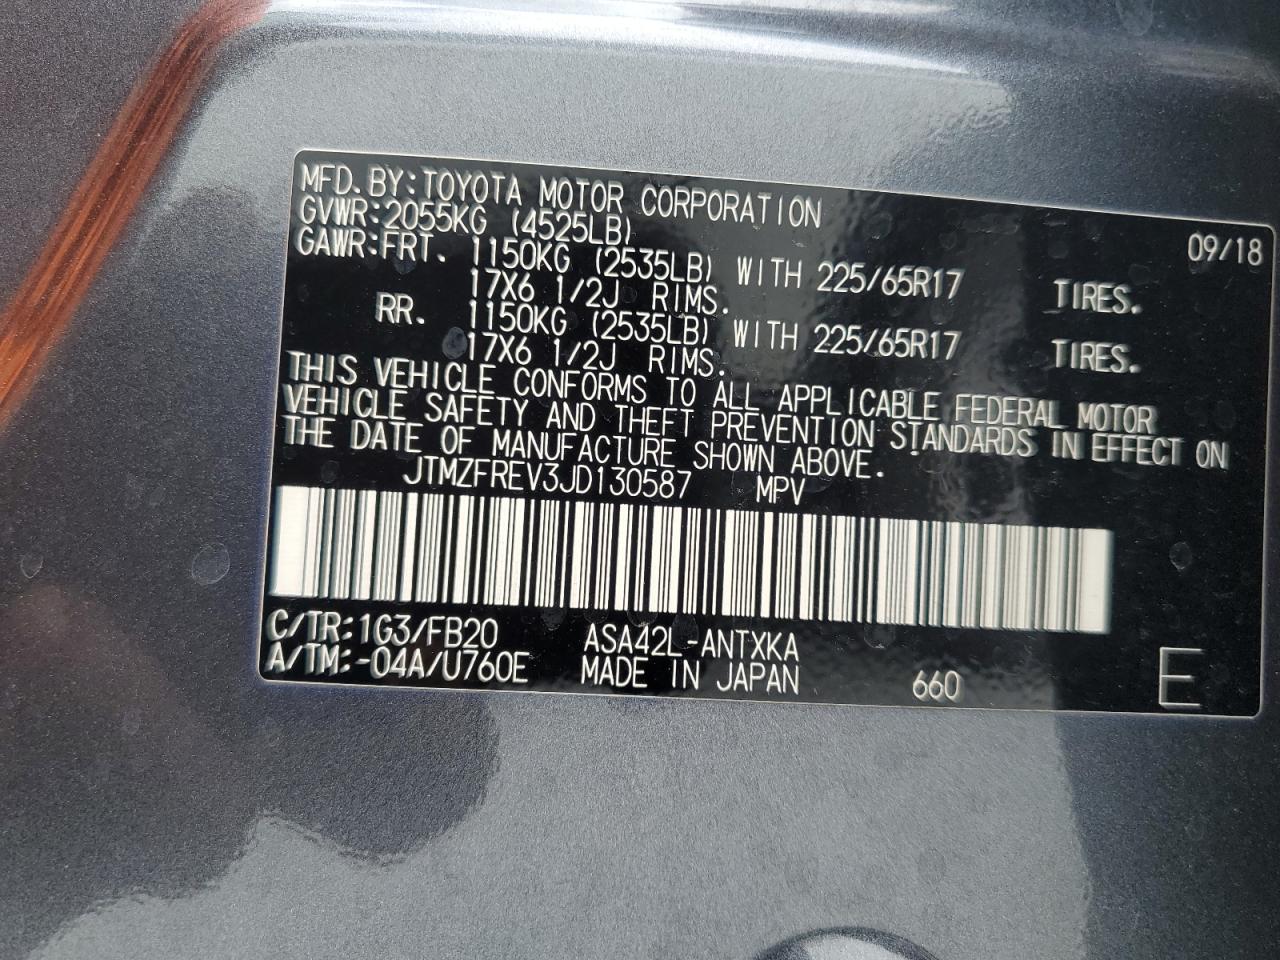 MFD.BY:TOYOTA MOTOR CORPORATION 09/18
GVWR:2055KG (4525LB)
GAWR:FRT. 1150KG (2535LB) WITH 225/65R17 TIRES.
17X6 1/2J RIMS.
RR. 1150KG (2535LB) WITH 225/65R17 TIRES.
17X6 1/2J RIMS.
THIS VEHICLE CONFORMS TO ALL APPLICABLE FEDERAL MOTOR
VEHICLE SAFETY AND THEFT PREVENTION STANDARDS IN EFFECT ON
THE DATE OF MANUFACTURE SHOWN ABOVE.
JTMZFREV3JD130587 MPV
C/TR:1G3/FB20 ASA42L-ANTXKA
A/TM:-04A/U760E MADE IN JAPAN 660 E